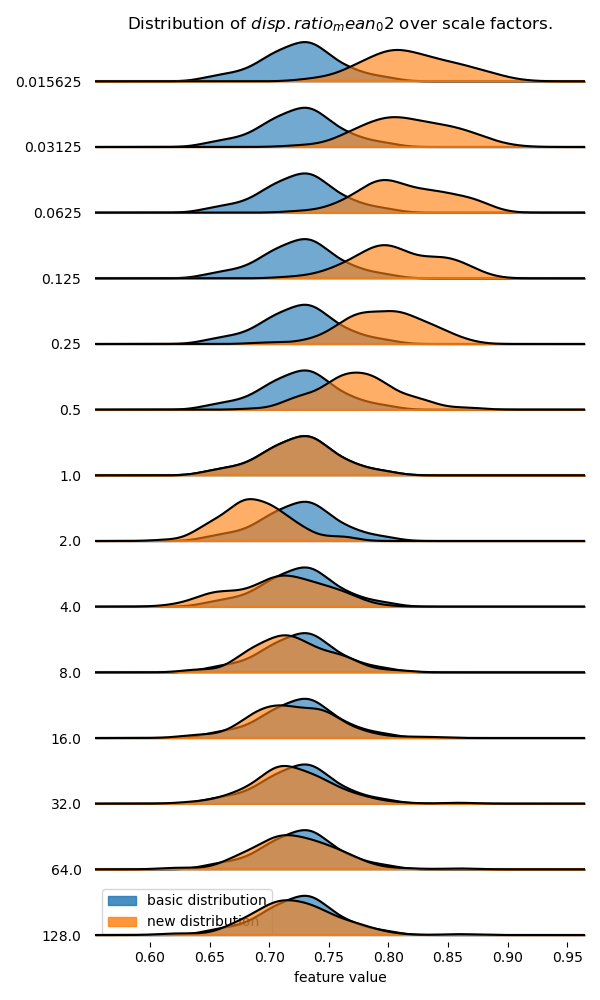 Distribution of disp.ratio_mean_02 over scale factors.
0.015625
0.03125
0.0625
0.125
0.25
0.5
1.0
2.0
4.0
8.0
16.0
32.0
64.0
128.0
basic distribution
new distribution
0.60 0.65 0.70 0.75 0.80 0.85 0.90 0.95
feature value